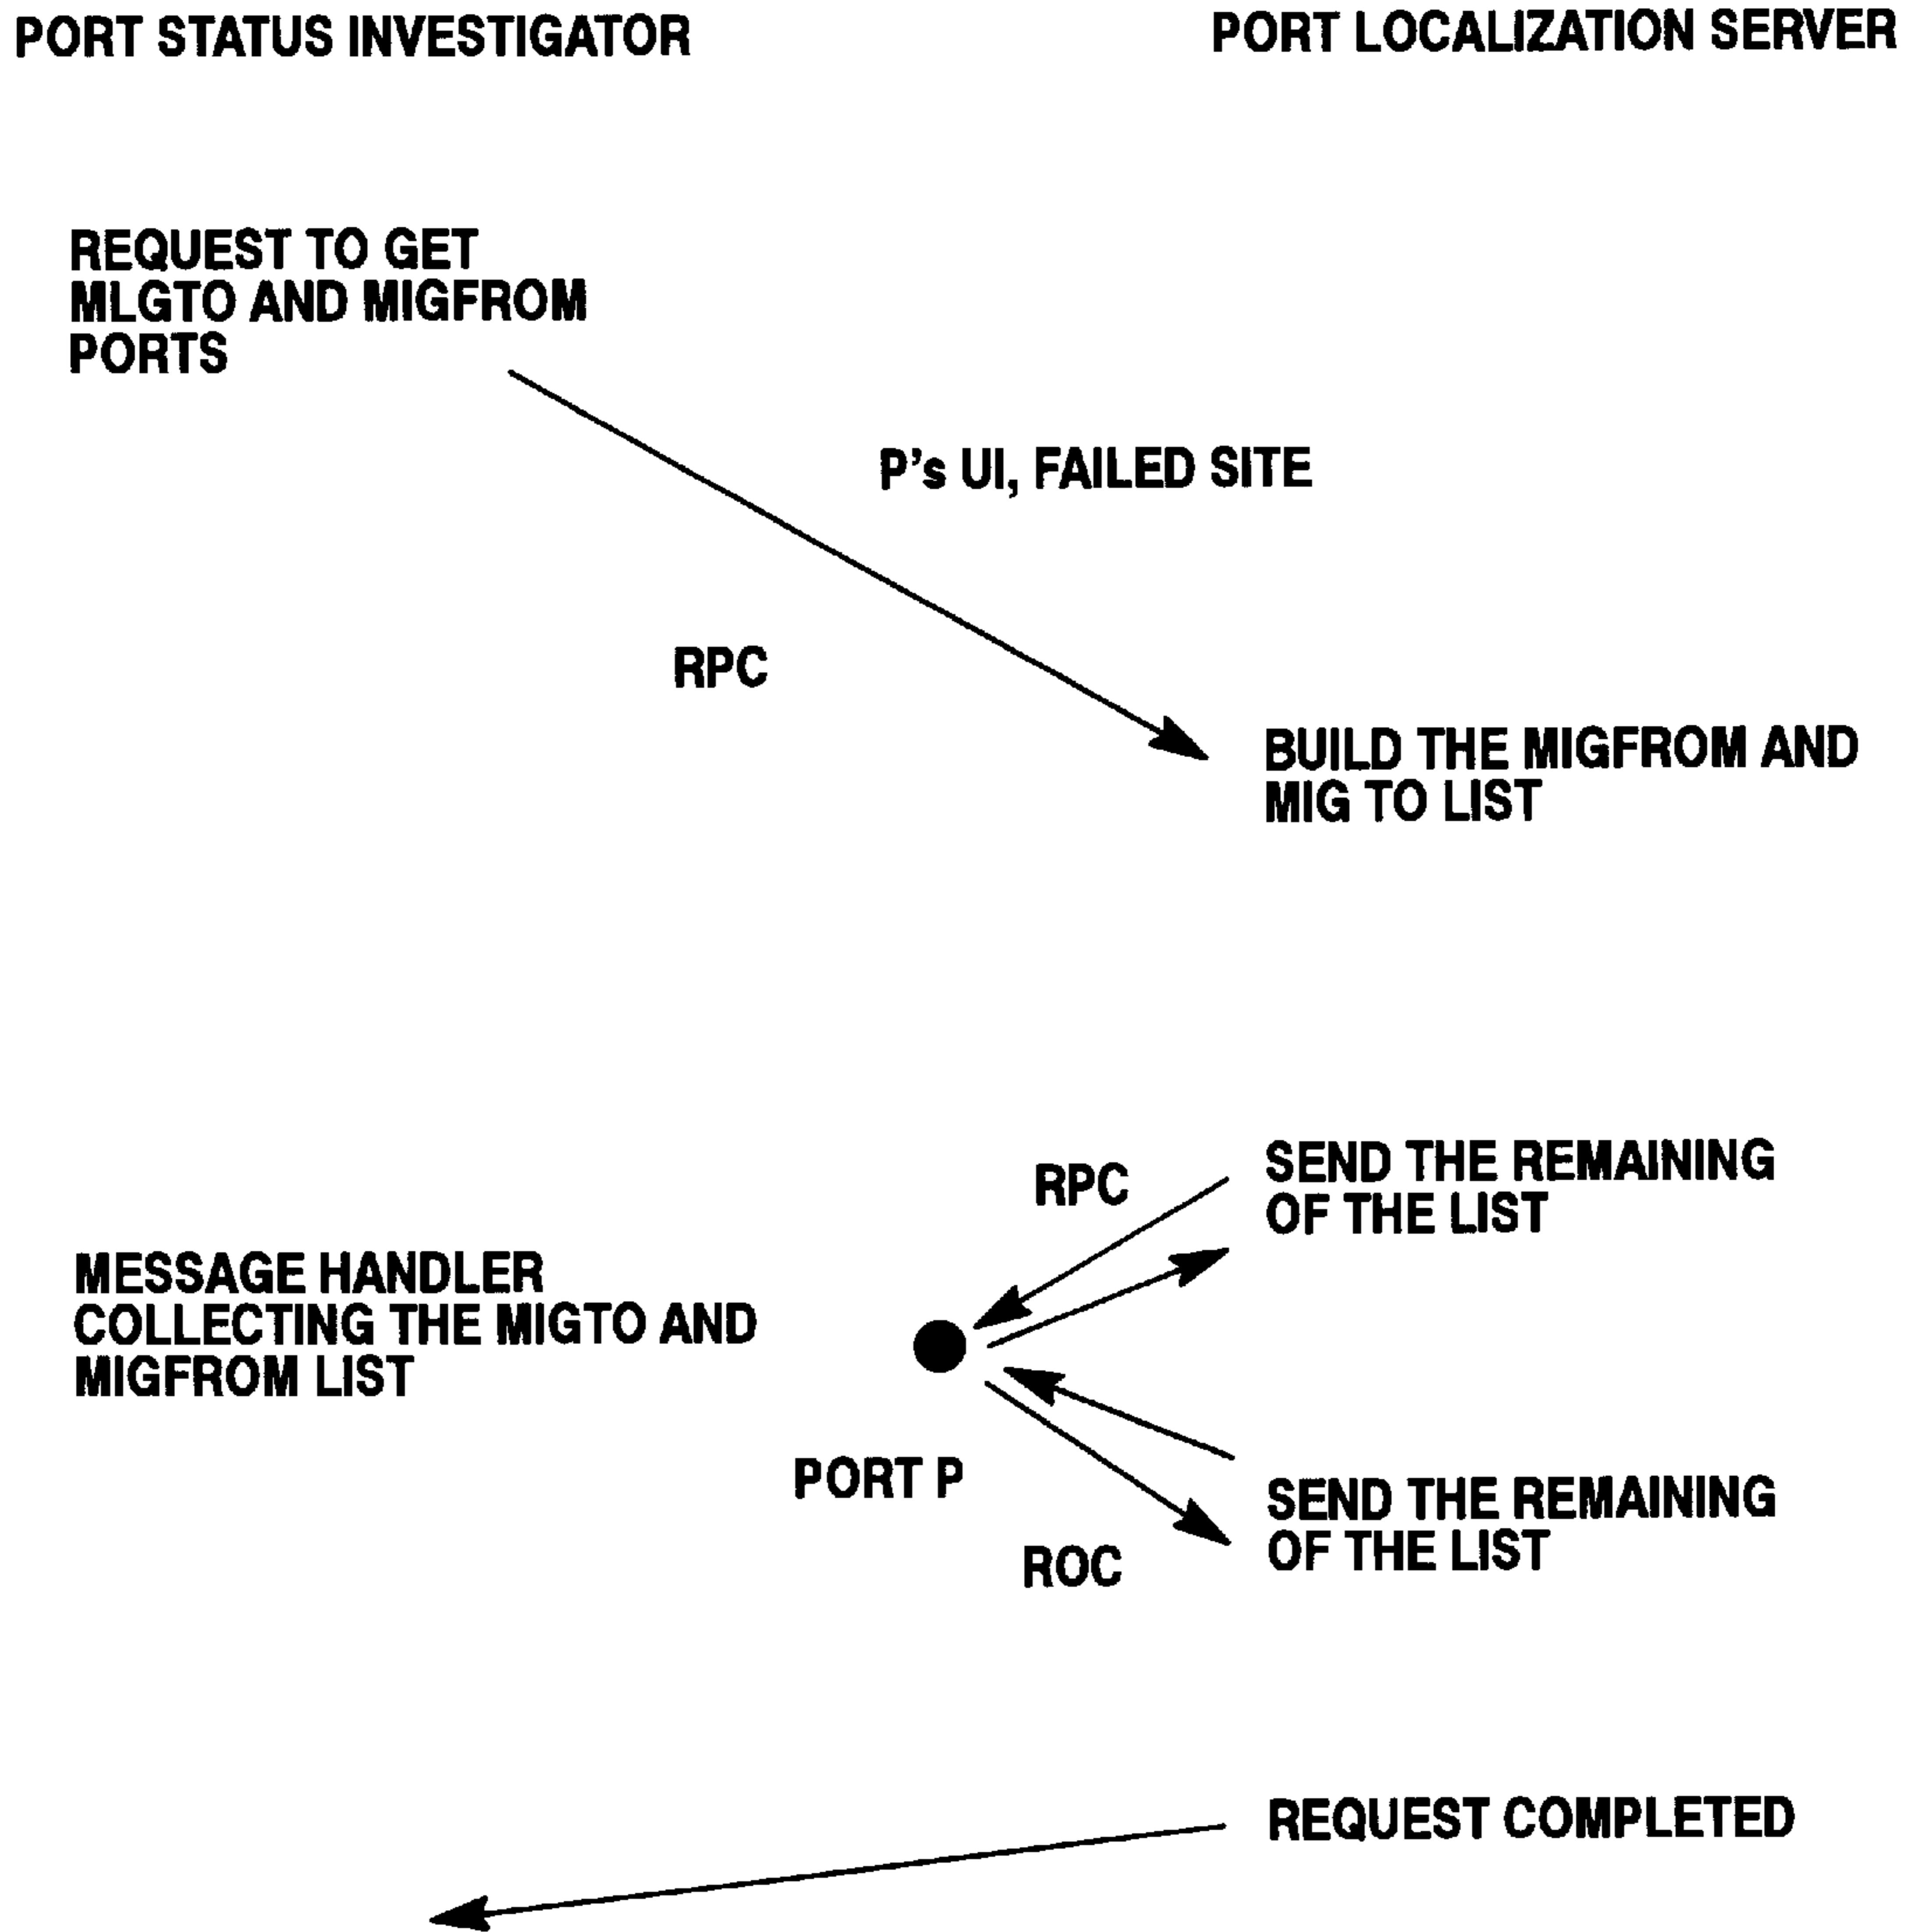 PORT STATUS INVESTIGATOR
PORT LOCALIZATION SERVER
REQUEST TO GET
MLGTO AND MIGFROM
PORTS
P's UI, FAILED SITE
RPC
BUILD THE MIGFROM AND
MIG TO LIST
RPC
SEND THE REMAINING
OF THE LIST
MESSAGE HANDLER
COLLECTING THE MIGTO AND
MIGFROM LIST
PORT P
SEND THE REMAINING
OF THE LIST
ROC
REQUEST COMPLETED